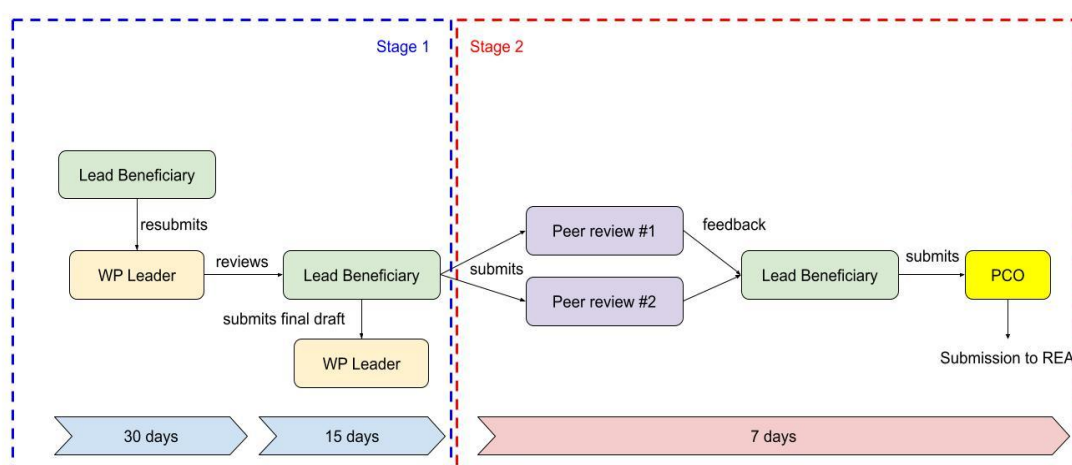 Stage 1
Stage 2
Lead Beneficiary
resubmits
WP Leader
reviews
Lead Beneficiary
submits final draft
WP Leader
submits
Peer review #1
Peer review #2
feedback
Lead Beneficiary
submits
PCO
Submission to REA
30 days
15 days
7 days